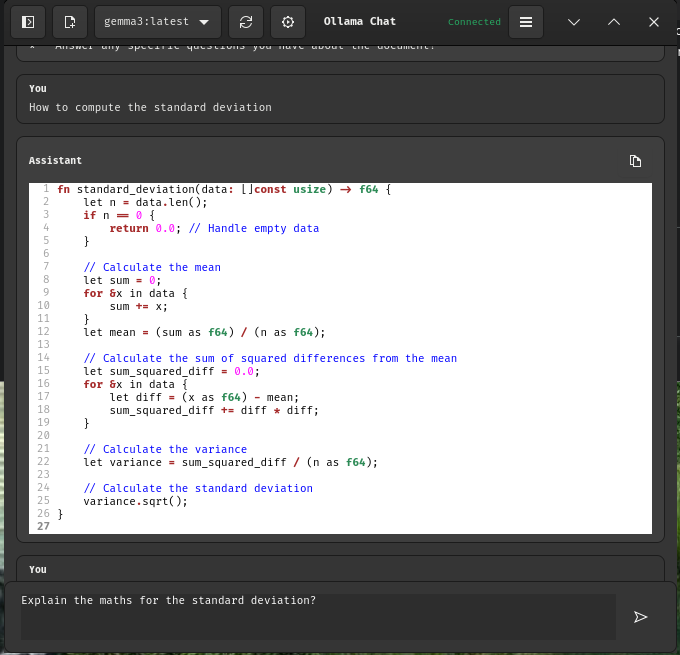 gemma3:latest
Ollama Chat
Connected
* Answer any specific questions you have about the document?
You
How to compute the standard deviation
Assistant
1 fn standard_deviation(data: []const usize) -> f64 {
2 let n = data.len();
3 if n == 0 {
4 return 0.0; // Handle empty data
5 }
6
7 // Calculate the mean
8 let sum = 0;
9 for &x in data {
10 sum += x;
11 }
12 let mean = (sum as f64) / (n as f64);
13
14 // Calculate the sum of squared differences from the mean
15 let sum_squared_diff = 0.0;
16 for &x in data {
17 let diff = (x as f64) - mean;
18 sum_squared_diff += diff * diff;
19 }
20
21 // Calculate the variance
22 let variance = sum_squared_diff / (n as f64);
23
24 // Calculate the standard deviation
25 variance.sqrt();
26 }
27
You
Explain the maths for the standard deviation?